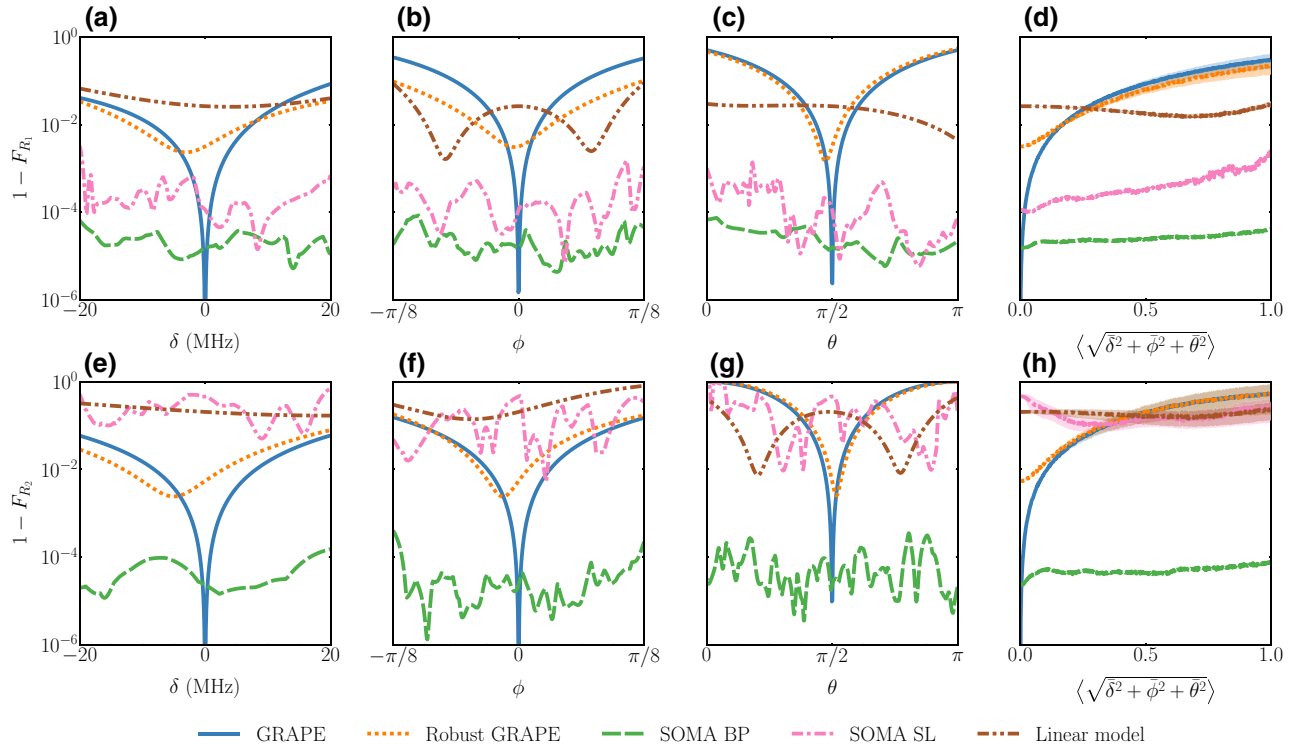 (a) (b) (c) (d)
10^0
10^{-2}
10^{-4}
10^{-6}
1 − F_{R_1}
−20 0 20 −π/8 0 π/8 0 π/2 π 0.0 0.5 1.0
δ (MHz) ϕ θ ⟨√(δ̄² + ϕ̄² + θ̄²)⟩
(e) (f) (g) (h)
10^0
10^{-2}
10^{-4}
10^{-6}
1 − F_{R_2}
−20 0 20 −π/8 0 π/8 0 π/2 π 0.0 0.5 1.0
δ (MHz) ϕ θ ⟨√(δ̄² + ϕ̄² + θ̄²)⟩
GRAPE Robust GRAPE SOMA BP SOMA SL Linear model